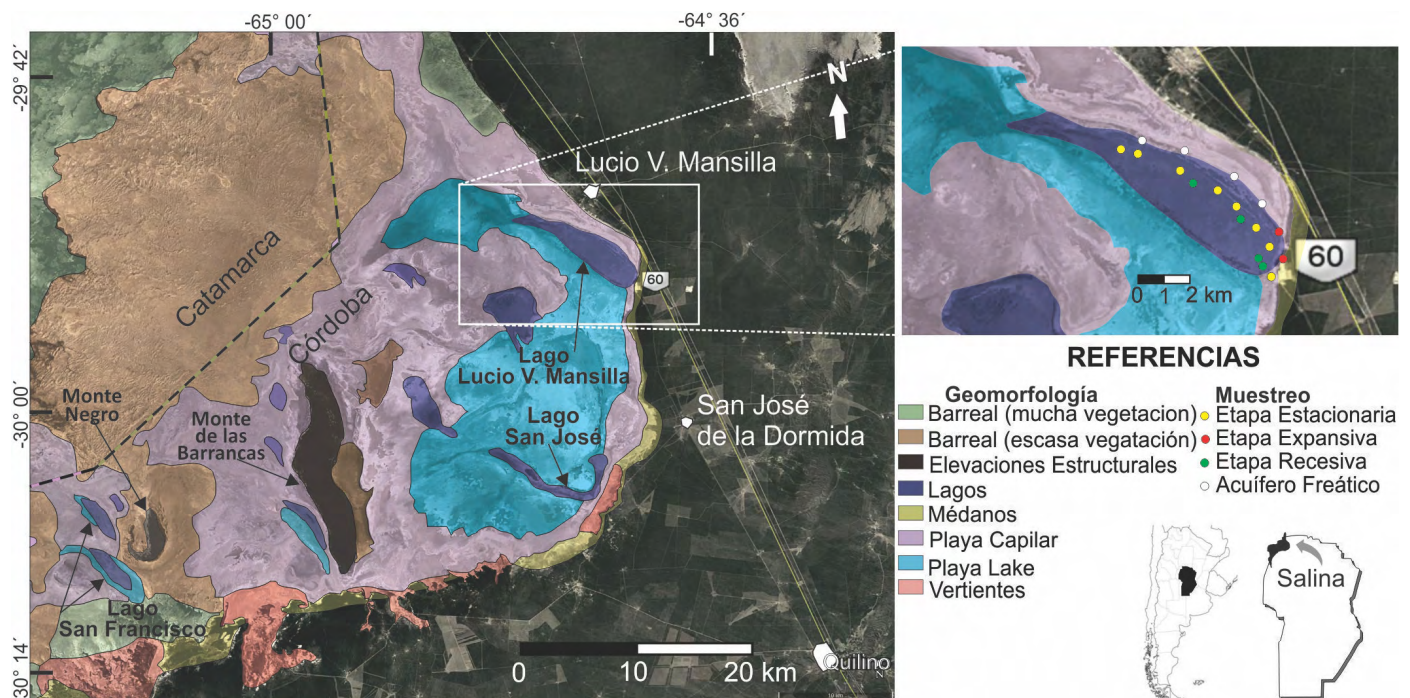 -65° 00´
-64° 36´
-29° 42´
-30° 00´
-30° 14´
N
Lucio V. Mansilla
Catamarca
Córdoba
60
Lago
Lucio V. Mansilla
Monte
Negro
Monte
de las
Barrancas
Lago
San José
San José
de la Dormida
Lago
San Francisco
0 10 20 km
Quilino
60
0 1 2 km
REFERENCIAS
Geomorfología
Barreal (mucha vegetacion)
Barreal (escasa vegatación)
Elevaciones Estructurales
Lagos
Médanos
Playa Capilar
Playa Lake
Vertientes
Muestreo
Etapa Estacionaria
Etapa Expansiva
Etapa Recesiva
Acuífero Freático
Salina